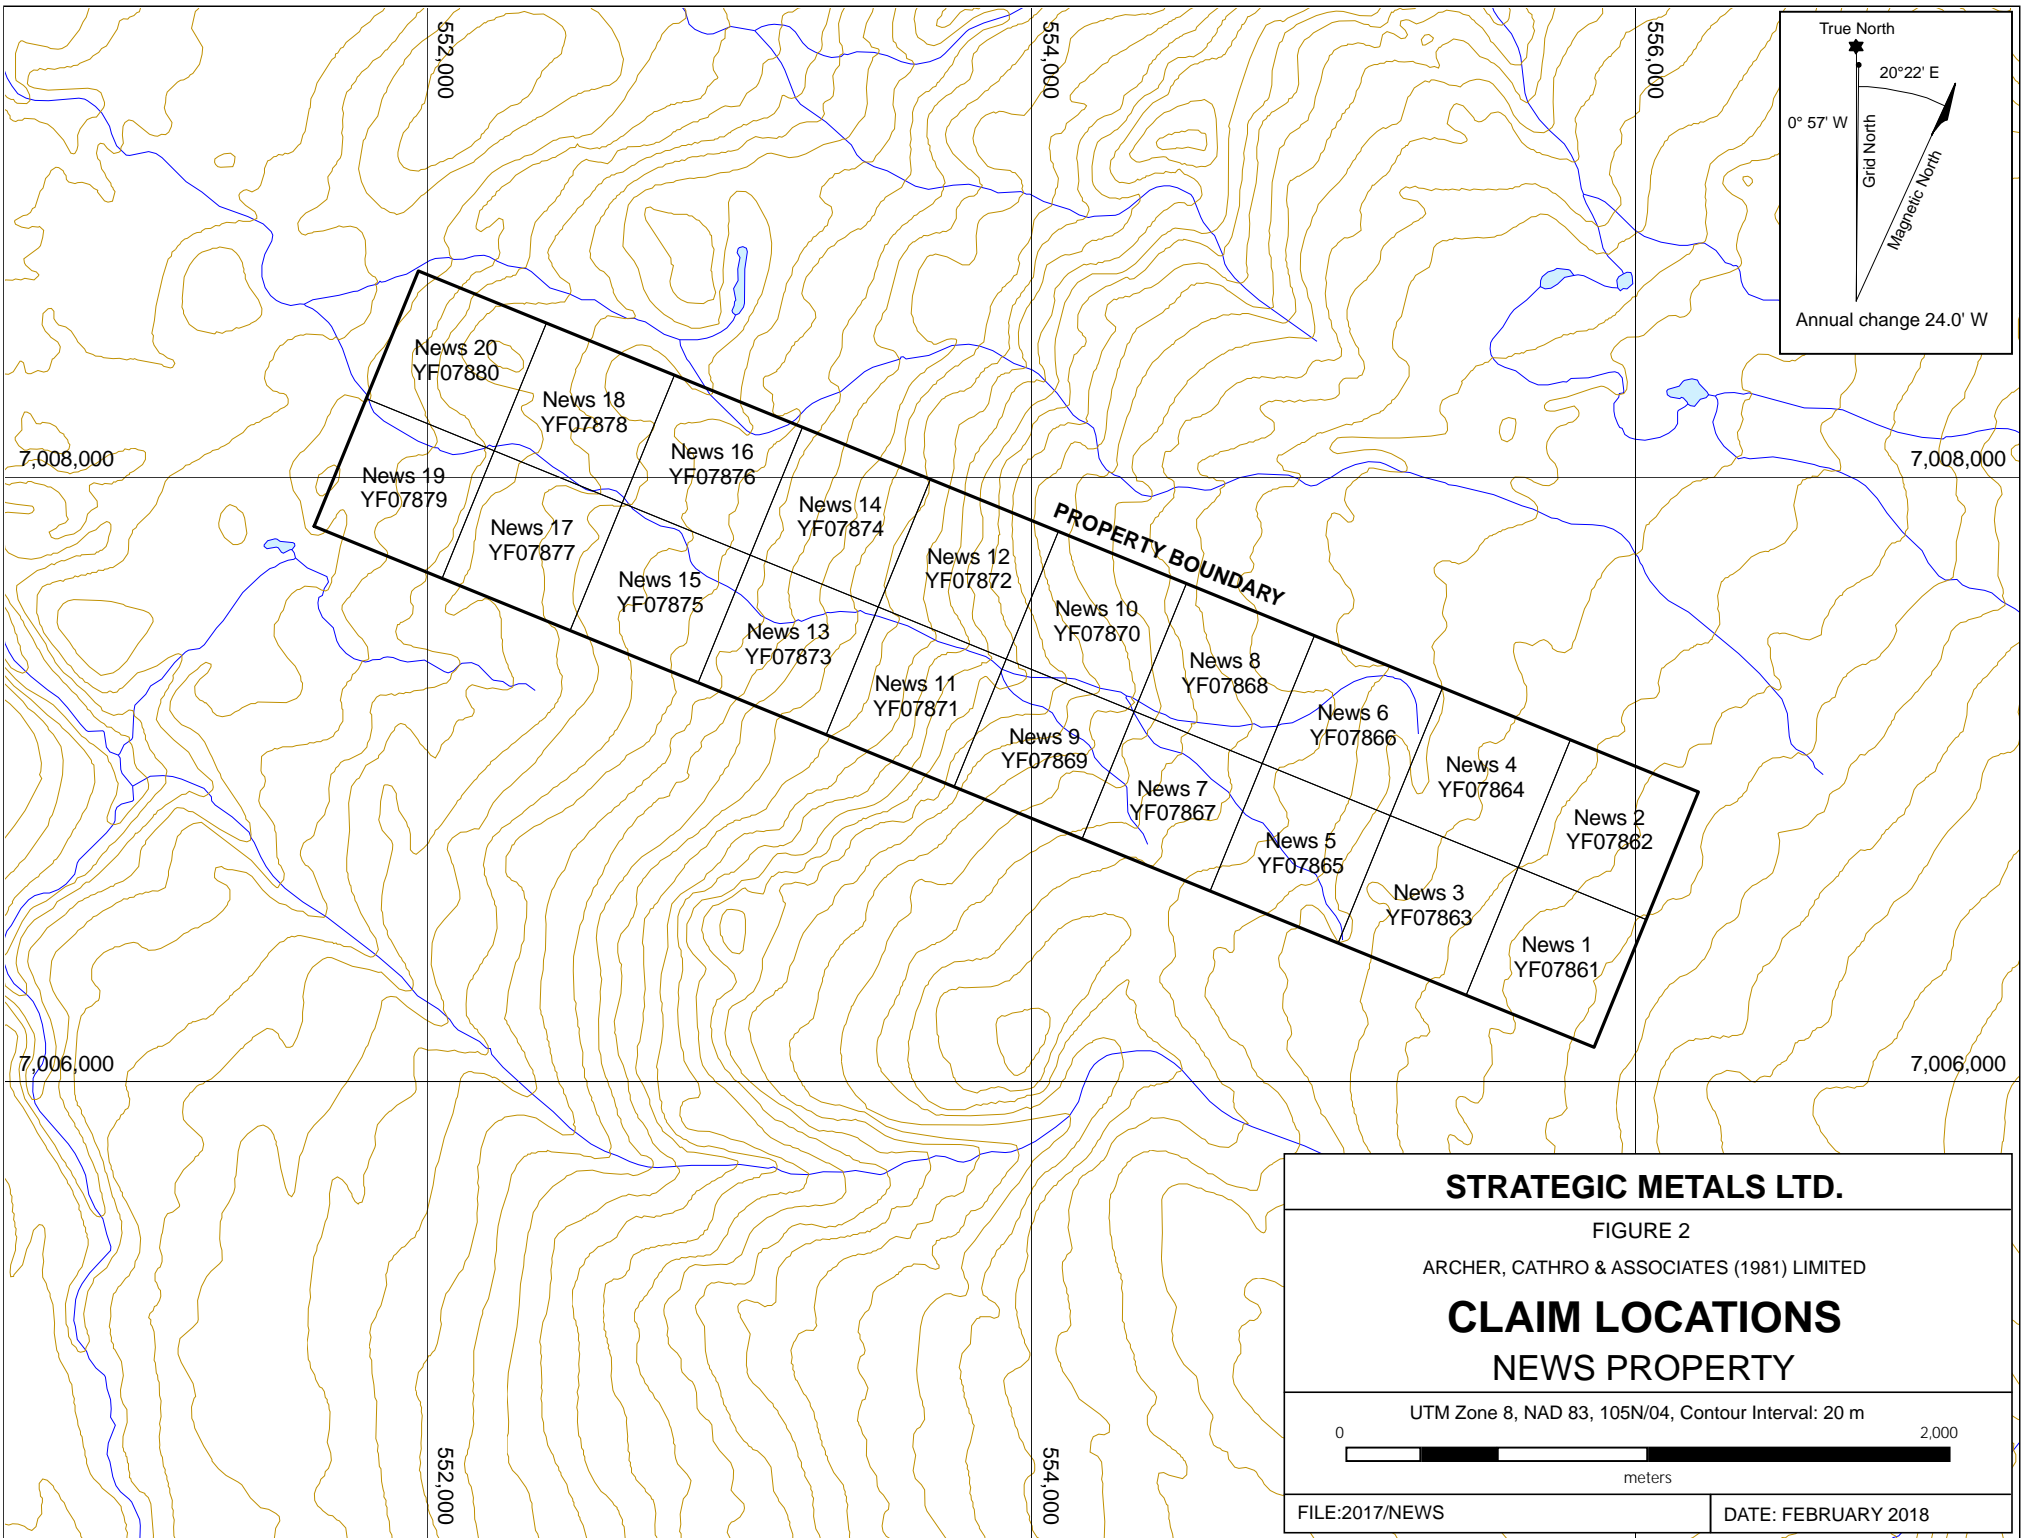 552,000
554,000
556,000
True North
20°22' E
0° 57' W
Grid North
Magnetic North
Annual change 24.0' W
7,008,000
7,008,000
News 20
YF07880
News 18
YF07878
News 16
YF07876
News 19
YF07879
News 14
YF07874
News 17
YF07877
News 12
YF07872
PROPERTY BOUNDARY
News 15
YF07875
News 10
YF07870
News 13
YF07873
News 8
YF07868
News 11
YF07871
News 6
YF07866
News 9
YF07869
News 4
YF07864
News 7
YF07867
News 2
YF07862
News 5
YF07865
News 3
YF07863
News 1
YF07861
7,006,000
7,006,000
552,000
554,000
STRATEGIC METALS LTD.
FIGURE 2
ARCHER, CATHRO & ASSOCIATES (1981) LIMITED
CLAIM LOCATIONS
NEWS PROPERTY
UTM Zone 8, NAD 83, 105N/04, Contour Interval: 20 m
0
2,000
meters
FILE:2017/NEWS
DATE: FEBRUARY 2018